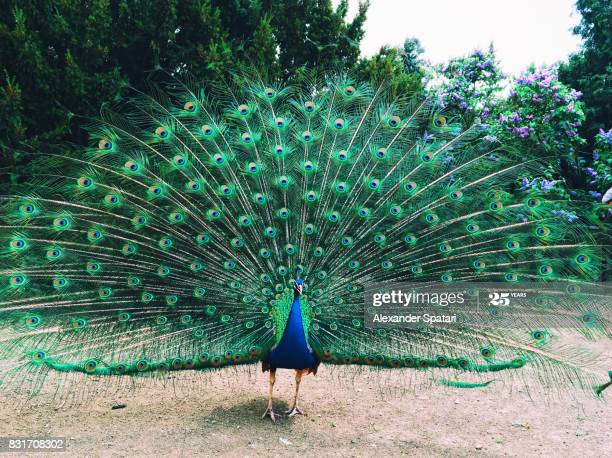 gettyimages 25 YEARS
Alexander Spatari
831708302